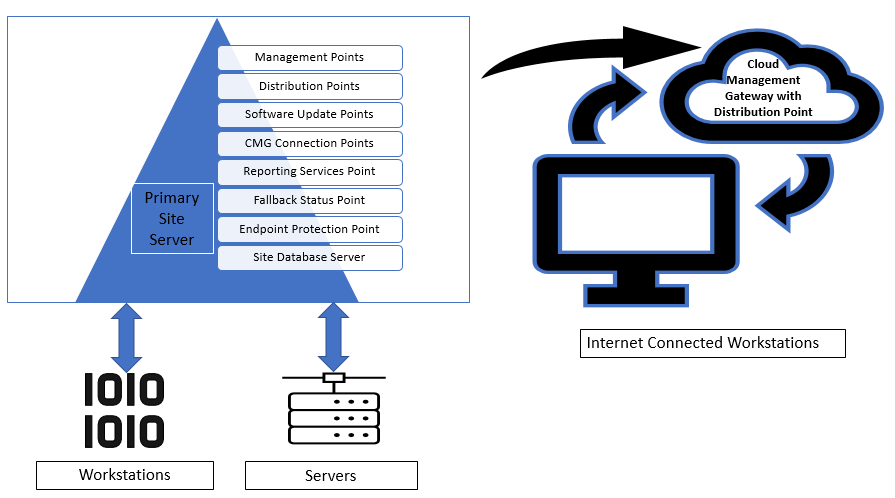 Management Points
Distribution Points
Software Update Points
CMG Connection Points
Reporting Services Point
Fallback Status Point
Endpoint Protection Point
Site Database Server
Primary
Site
Server
Cloud
Management
Gateway with
Distribution Point
Internet Connected Workstations
1010
1010
Workstations
Servers